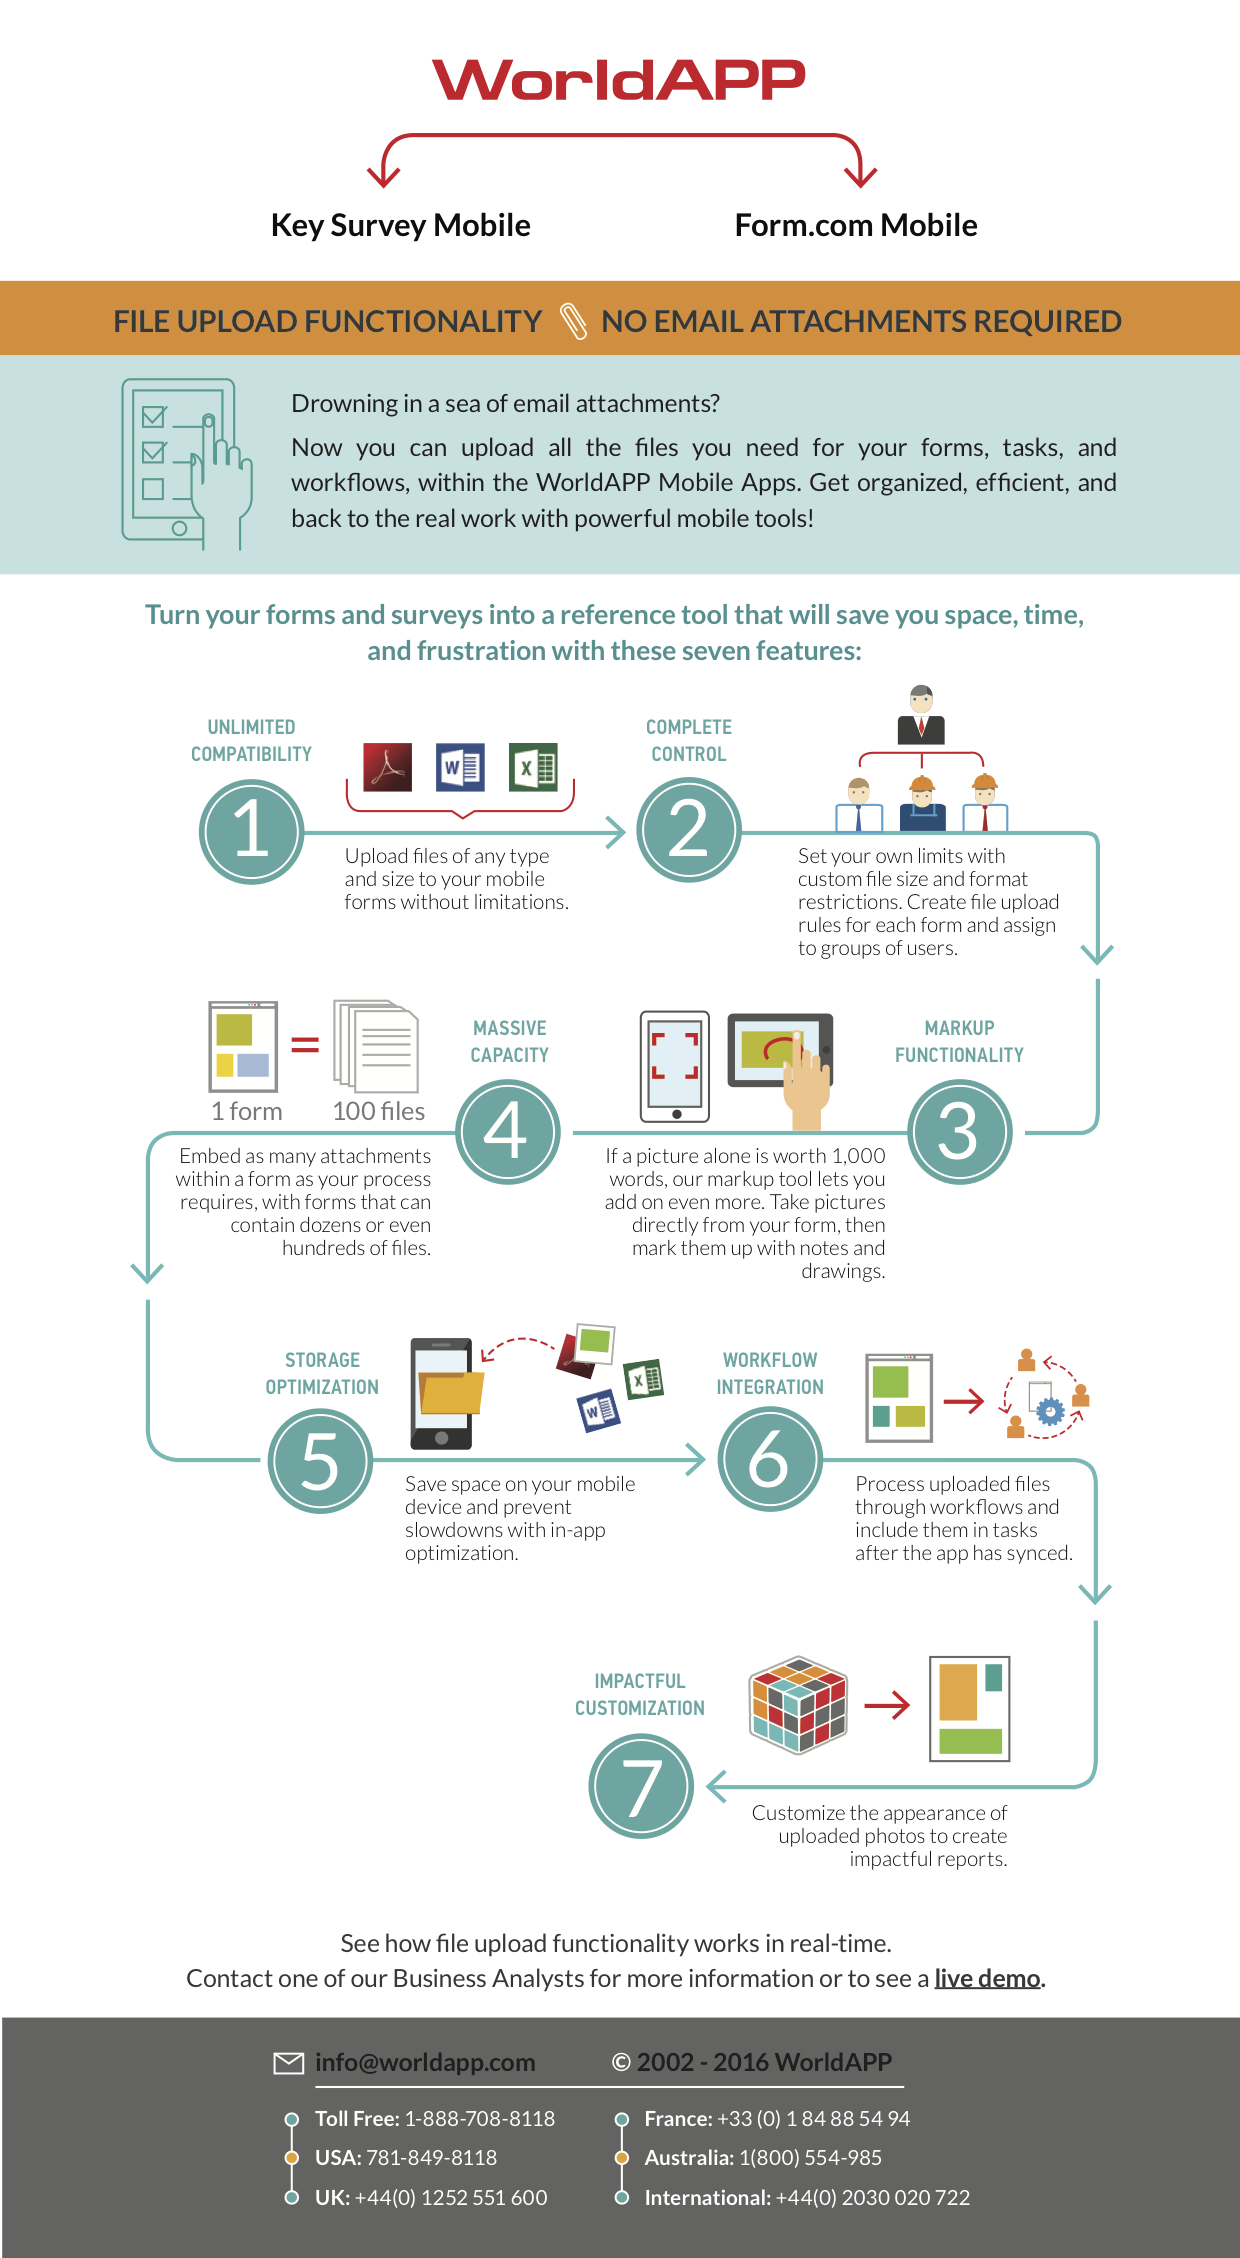 WorldAPP
Key Survey Mobile
Form.com Mobile
FILE UPLOAD FUNCTIONALITY NO EMAIL ATTACHMENTS REQUIRED
Drowning in a sea of email attachments?
Now you can upload all the files you need for your forms, tasks, and
workflows, within the WorldAPP Mobile Apps. Get organized, efficient, and
back to the real work with powerful mobile tools!
Turn your forms and surveys into a reference tool that will save you space, time,
and frustration with these seven features:
UNLIMITED
COMPATIBILITY
1
W
X
Upload files of any type
and size to your mobile
forms without limitations.
COMPLETE
CONTROL
2
Set your own limits with
custom file size and format
restrictions. Create file upload
rules for each form and assign
to groups of users.
MARKUP
FUNCTIONALITY
3
If a picture alone is worth 1,000
words, our markup tool lets you
add on even more. Take pictures
directly from your form, then
mark them up with notes and
drawings.
MASSIVE
CAPACITY
4
1 form
=
100 files
Embed as many attachments
within a form as your process
requires, with forms that can
contain dozens or even
hundreds of files.
STORAGE
OPTIMIZATION
5
X
W
Save space on your mobile
device and prevent
slowdowns with in-app
optimization.
WORKFLOW
INTEGRATION
6
Process uploaded files
through workflows and
include them in tasks
after the app has synced.
IMPACTFUL
CUSTOMIZATION
7
Customize the appearance of
uploaded photos to create
impactful reports.
See how file upload functionality works in real-time.
Contact one of our Business Analysts for more information or to see a live demo.
info@worldapp.com
© 2002 - 2016 WorldAPP
Toll Free: 1-888-708-8118
USA: 781-849-8118
UK: +44(0) 1252 551 600
France: +33 (0) 1 84 88 54 94
Australia: 1(800) 554-985
International: +44(0) 2030 020 722